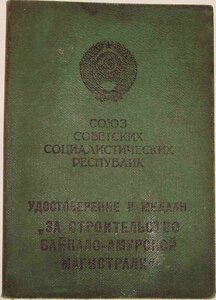 СОЮЗ
СОВЕТСКИХ
СОЦИАЛИСТИЧЕСКИХ
РЕСПУБЛИК
УДОСТОВЕРЕНИЕ К МЕДАЛИ
„ЗА СТРОИТЕЛЬСТВО
БАЙКАЛО-АМУРСКОЙ
МАГИСТРАЛИ"